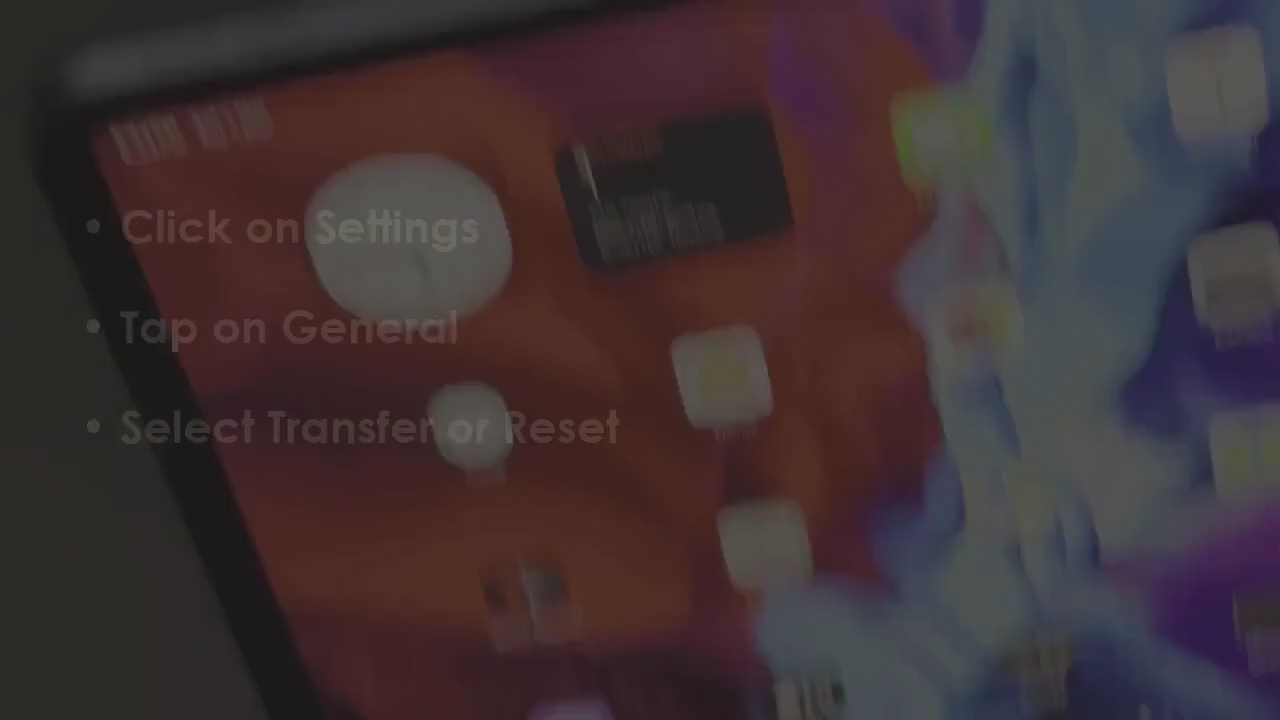 • Click on Settings
• Tap on General
• Select Transfer or Reset